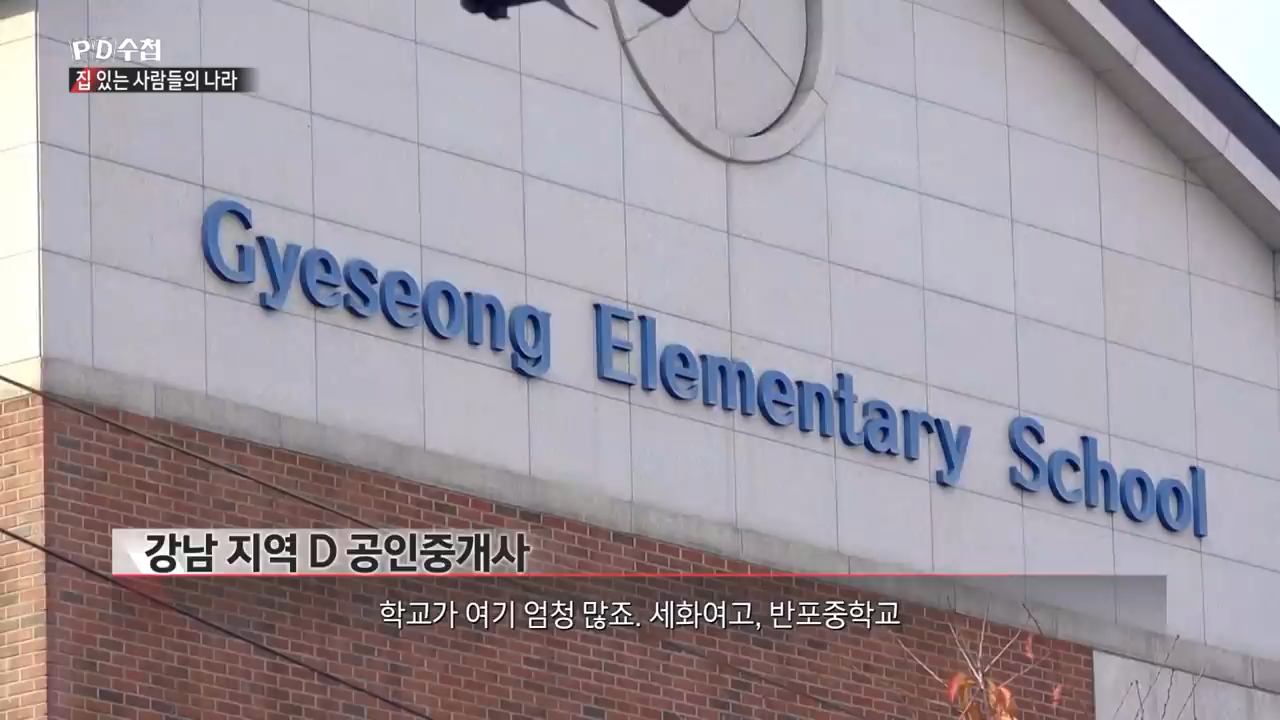 PD수첩
집 있는 사람들의 나라
Gyeseong Elementary School
강남 지역 D 공인중개사
학교가 여기 엄청 많죠. 세화여고, 반포중학교